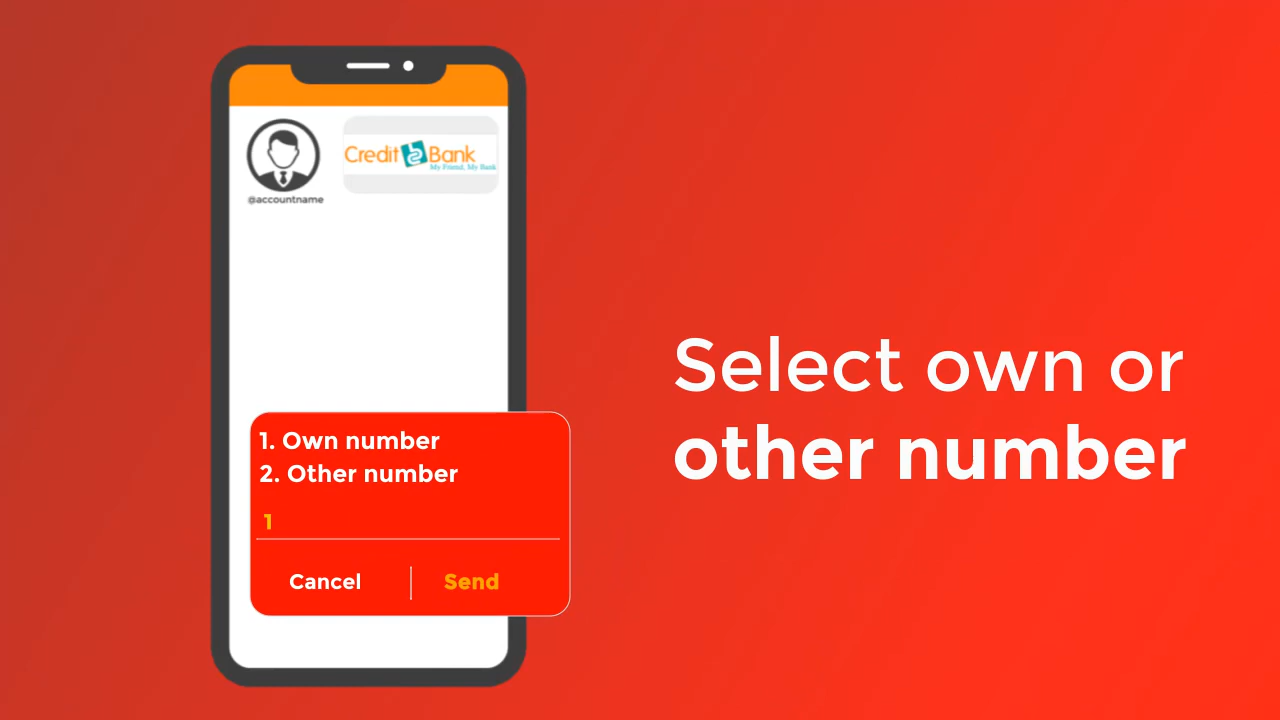 Credit Bank
My Friend, My Bank
@accountname
1. Own number
2. Other number
1
Cancel
Send
Select own or
other number